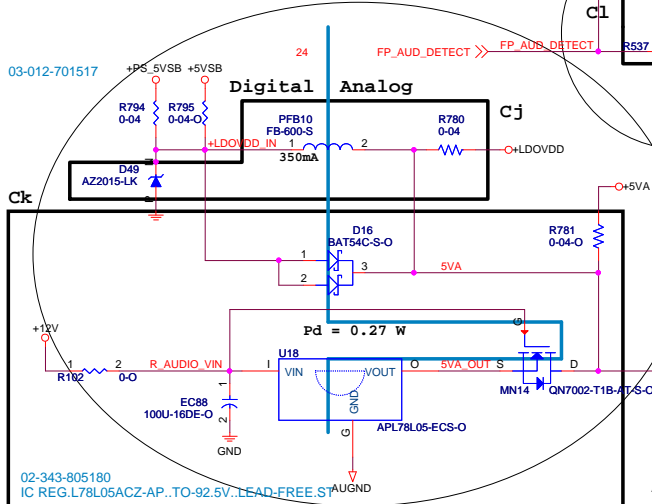 Cl
24
FP_AUD_DETECT
FP_AUD_DETECT
R537
03-012-701517
+PS_5VSB
+5VSB
Digital
Analog
R794
0-04
R795
0-04-O
Cj
PFB10
FB-600-S
R780
0-04
+LDOVDD_IN
1
2
350mA
+LDOVDD
D49
AZ2015-LK
Ck
+5VA
D16
BAT54C-S-O
R781
0-04-O
1
2
3
5VA
+12V
Pd = 0.27 W
G
U18
1
2
R102
0-O
R_AUDIO_VIN
I
VIN
VOUT
O
5VA_OUT
S
D
GND
MN14
QN7002-T1B-AT-S-O
1
EC88
100U-16DE-O
2
GND
G
APL78L05-ECS-O
AUGND
02-343-805180
IC REG.L78L05ACZ-AP..TO-92.5V..LEAD-FREE.ST